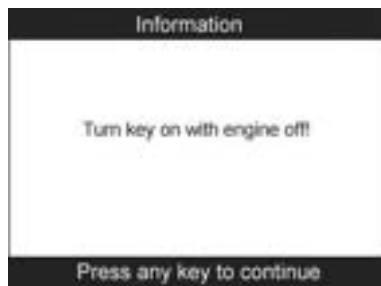 Information
Turn key on with engine off!
Press any key to continue